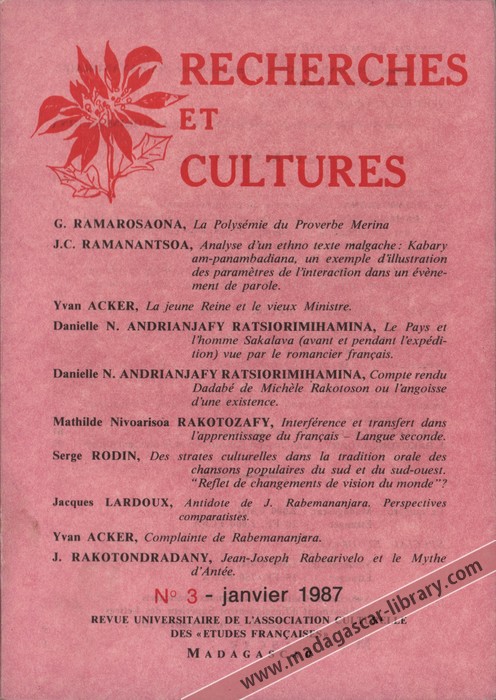 RECHERCHES
ET
CULTURES
G. RAMAROSAONA, La Polysémie du Proverbe Merina
J.C. RAMANANTSOA, Analyse d'un ethno texte malgache : Kabary
am-panambadiana, un exemple d'illustration
des paramètres de l'interaction dans un évène-
ment de parole.
Yvan ACKER, La jeune Reine et le vieux Ministre.
Danielle N. ANDRIANJAFY RATSIORIMIHAMINA, Le Pays et
l'homme Sakalava (avant et pendant l'expédi-
tion) vue par le romancier français.
Danielle N. ANDRIANJAFY RATSIORIMIHAMINA, Compte rendu
Dadabé de Michèle Rakotoson ou l'angoisse
d'une existence.
Mathilde Nivoarisoa RAKOTOZAFY, Interférence et transfert dans
l'apprentissage du français – Langue seconde.
Serge RODIN, Des strates culturelles dans la tradition orale des
chansons populaires du sud et du sud-ouest.
"Reflet de changements de vision du monde"?
Jacques LARDOUX, Antidote de J. Rabemananjara. Perspectives
comparatistes.
Yvan ACKER, Complainte de Rabemananjara.
J. RAKOTONDRADANY, Jean-Joseph Rabearivelo et le Mythe
d'Antée.
N° 3 - janvier 1987
REVUE UNIVERSITAIRE DE L'ASSOCIATION CULTURELLE
DES «ETUDES FRANÇAISES»
MADAGASCAR
www.madagascar-library.com